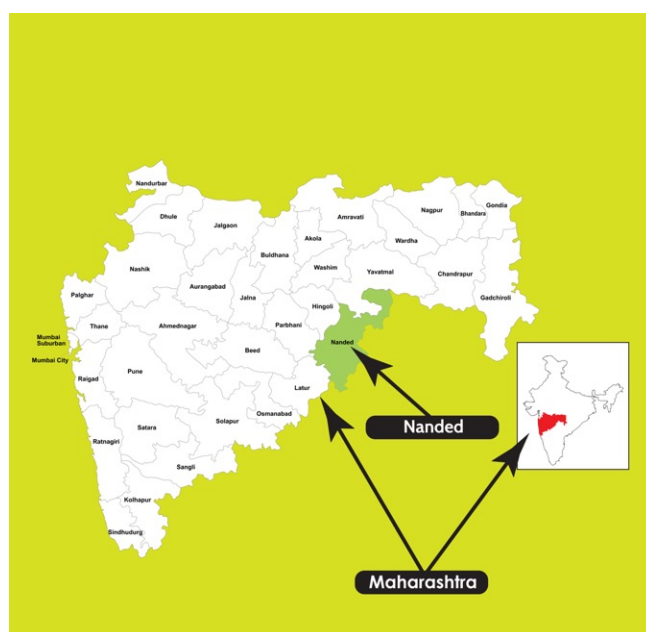 Nandurbar
Dhule
Jalgaon
Buldhana
Akola
Amravati
Nagpur
Bhandara
Gondia
Wardha
Nashik
Aurangabad
Jalna
Washim
Yavatmal
Chandrapur
Gadchiroli
Palghar
Thane
Ahmednagar
Parbhani
Hingoli
Mumbai
Suburban
Mumbai City
Beed
Nanded
Raigad
Pune
Latur
Osmanabad
Solapur
Satara
Ratnagiri
Sangli
Kolhapur
Sindhudurg
Nanded
Maharashtra